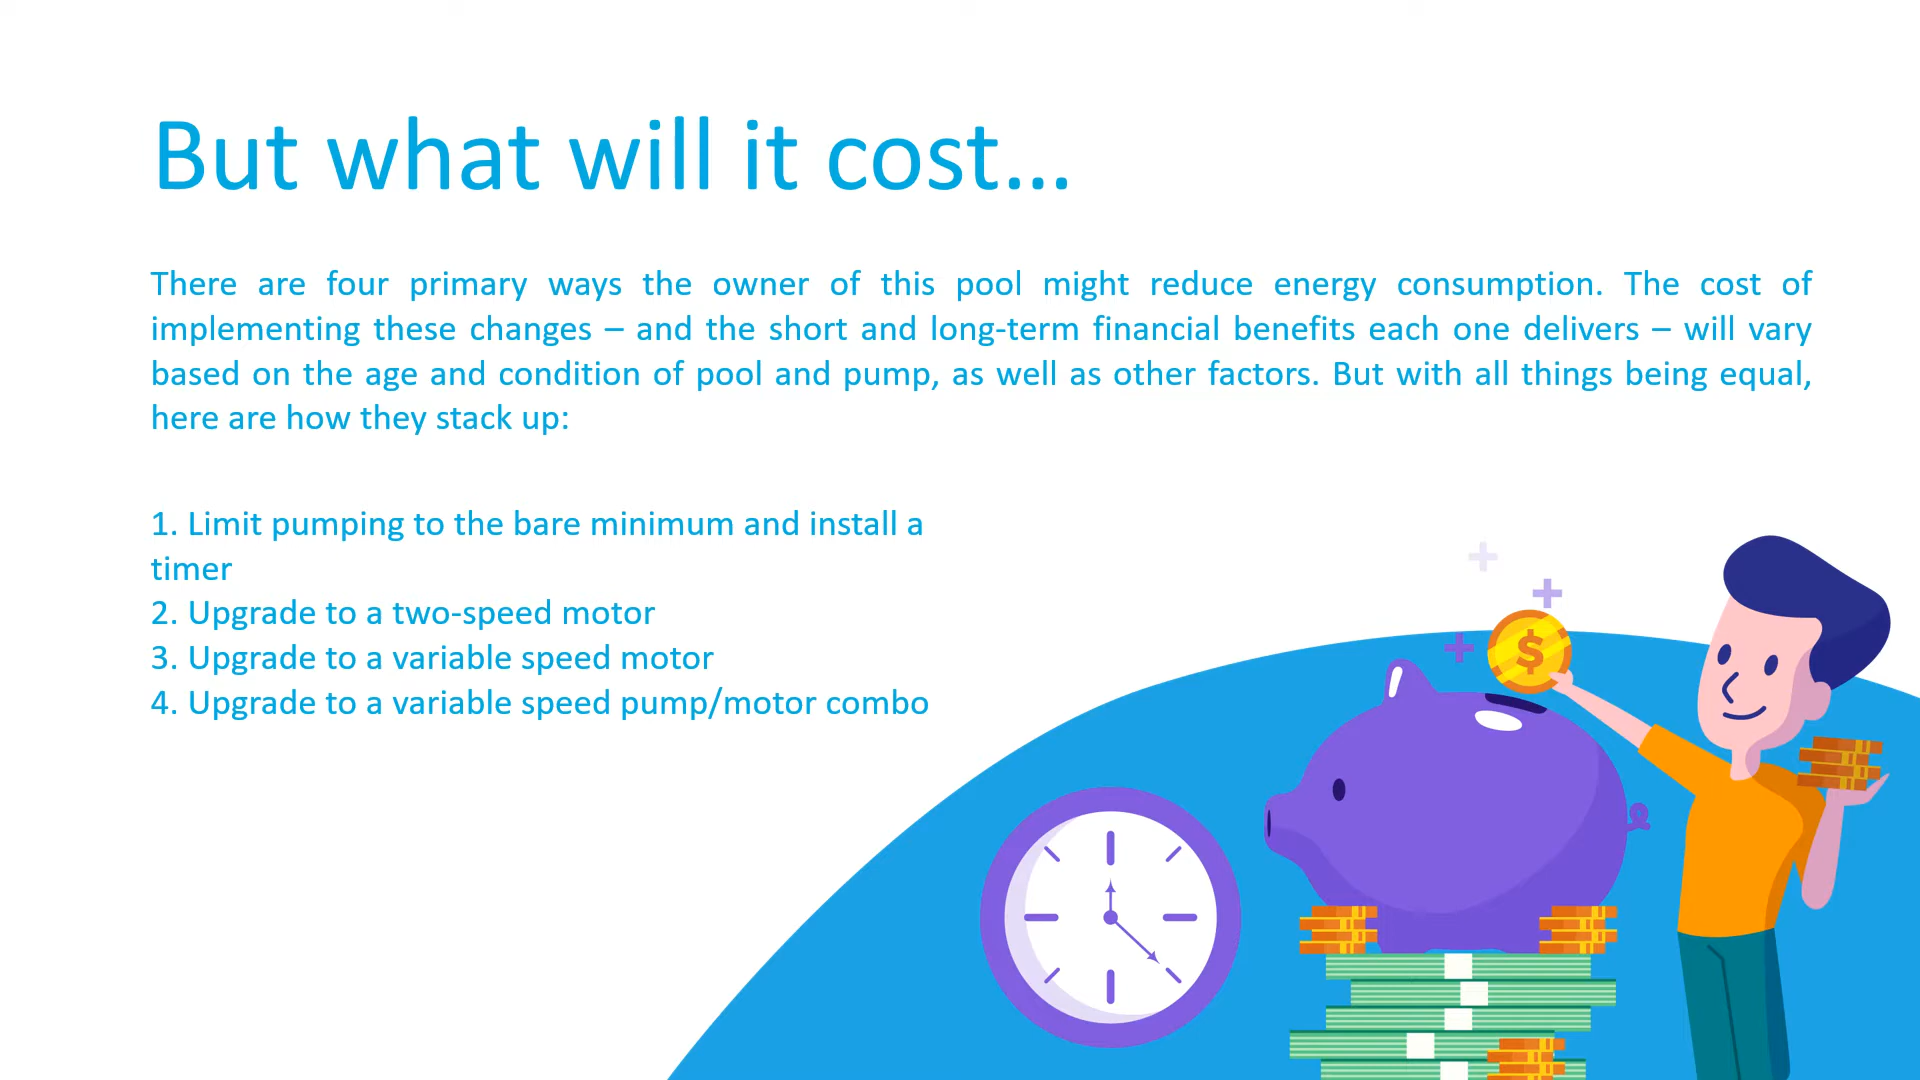 But what will it cost...
There are four primary ways the owner of this pool might reduce energy consumption. The cost of
implementing these changes – and the short and long-term financial benefits each one delivers – will vary
based on the age and condition of pool and pump, as well as other factors. But with all things being equal,
here are how they stack up:
1. Limit pumping to the bare minimum and install a
timer
2. Upgrade to a two-speed motor
3. Upgrade to a variable speed motor
4. Upgrade to a variable speed pump/motor combo
$